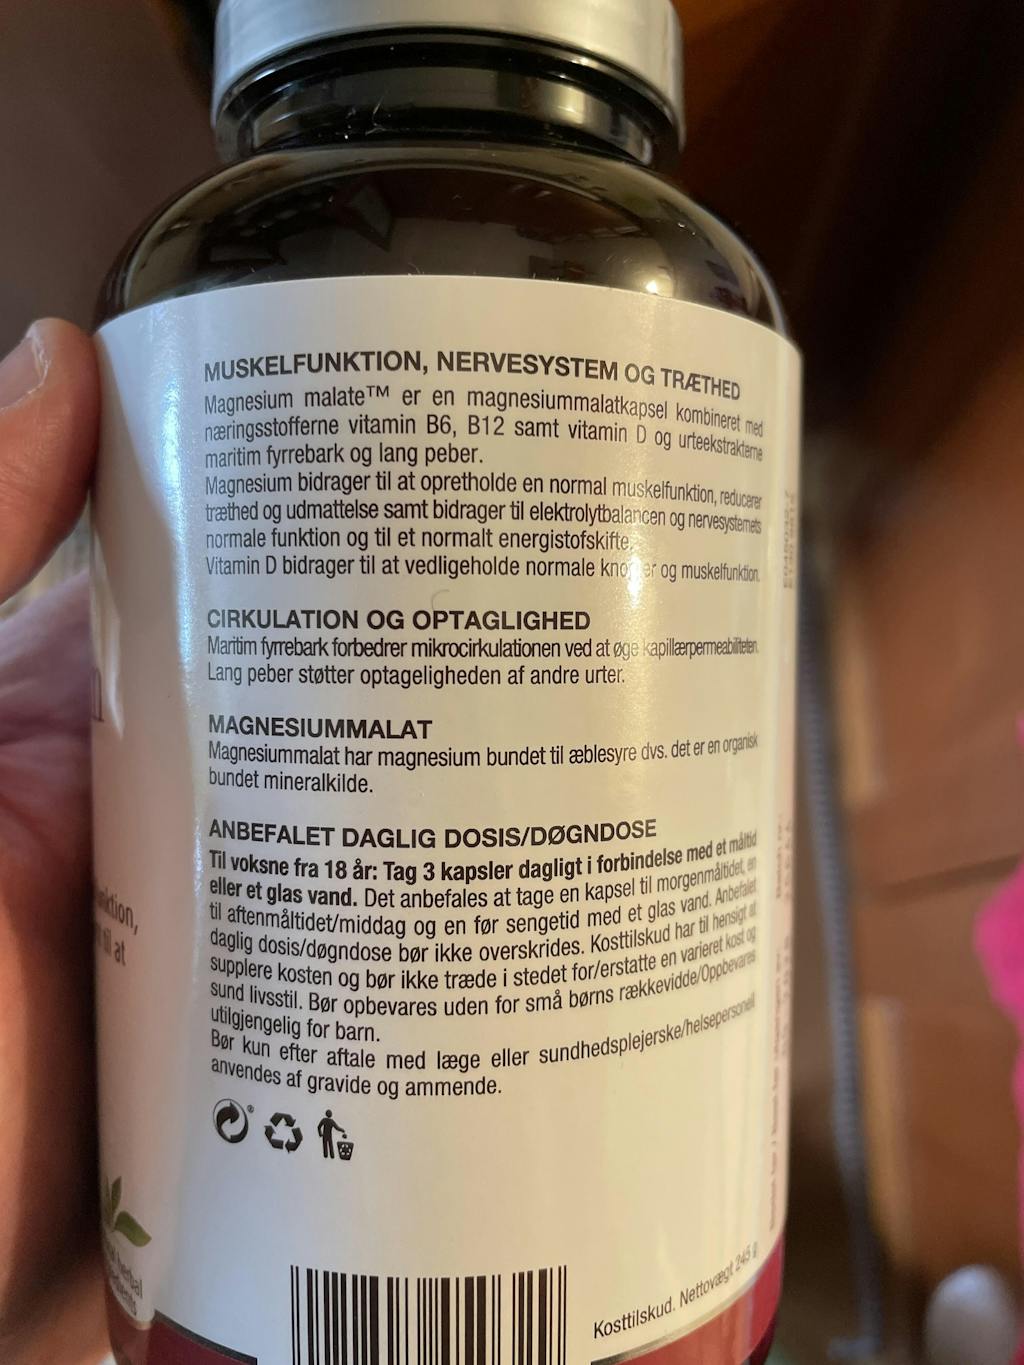 MUSKELFUNKTION, NERVESYSTEM OG TRÆTHED
Magnesium malate™ er en magnesiummalatkapsel kombineret med
næringsstofferne vitamin B6, B12 samt vitamin D og urteekstrakterne
maritim fyrrebark og lang peber.
Magnesium bidrager til at opretholde en normal muskelfunktion, reducerer
træthed og udmattelse samt bidrager til elektrolytbalancen og nervesystemets
normale funktion og til et normalt energistofskifte.
Vitamin D bidrager til at vedligeholde normale og muskelfunktion.
CIRKULATION OG OPTAGLIGHED
Maritim fyrrebark forbedrer mikrocirkulationen ved at øge kapillærpermeabiliteten.
Lang peber støtter optageligheden af andre urter.
MAGNESIUMMALAT
Magnesiummalat har magnesium bundet til æblesyre dvs. det er en organisk
bundet mineralkilde.
ANBEFALET DAGLIG DOSIS/DØGNDOSE
Til voksne fra 18 år: Tag 3 kapsler dagligt i forbindelse med et måltid
eller et glas vand. Det anbefales at tage en kapsel til morgenmåltidet, en
til aftenmåltidet/middag og en før sengetid med et glas vand. Anbefalet
daglig dosis/døgndose bør ikke overskrides. Kosttilskud har til hensigt at
supplere kosten og bør ikke træde i stedet for/erstatte en varieret kost og
sund livsstil. Bør opbevares uden for små børns rækkevidde/Oppbevares
utilgjengelig for barn.
Bør kun efter aftale med læge eller sundhedsplejerske/helsepersonell
anvendes af gravide og ammende.
til at
Kosttilskud. Nettovægt 245 g